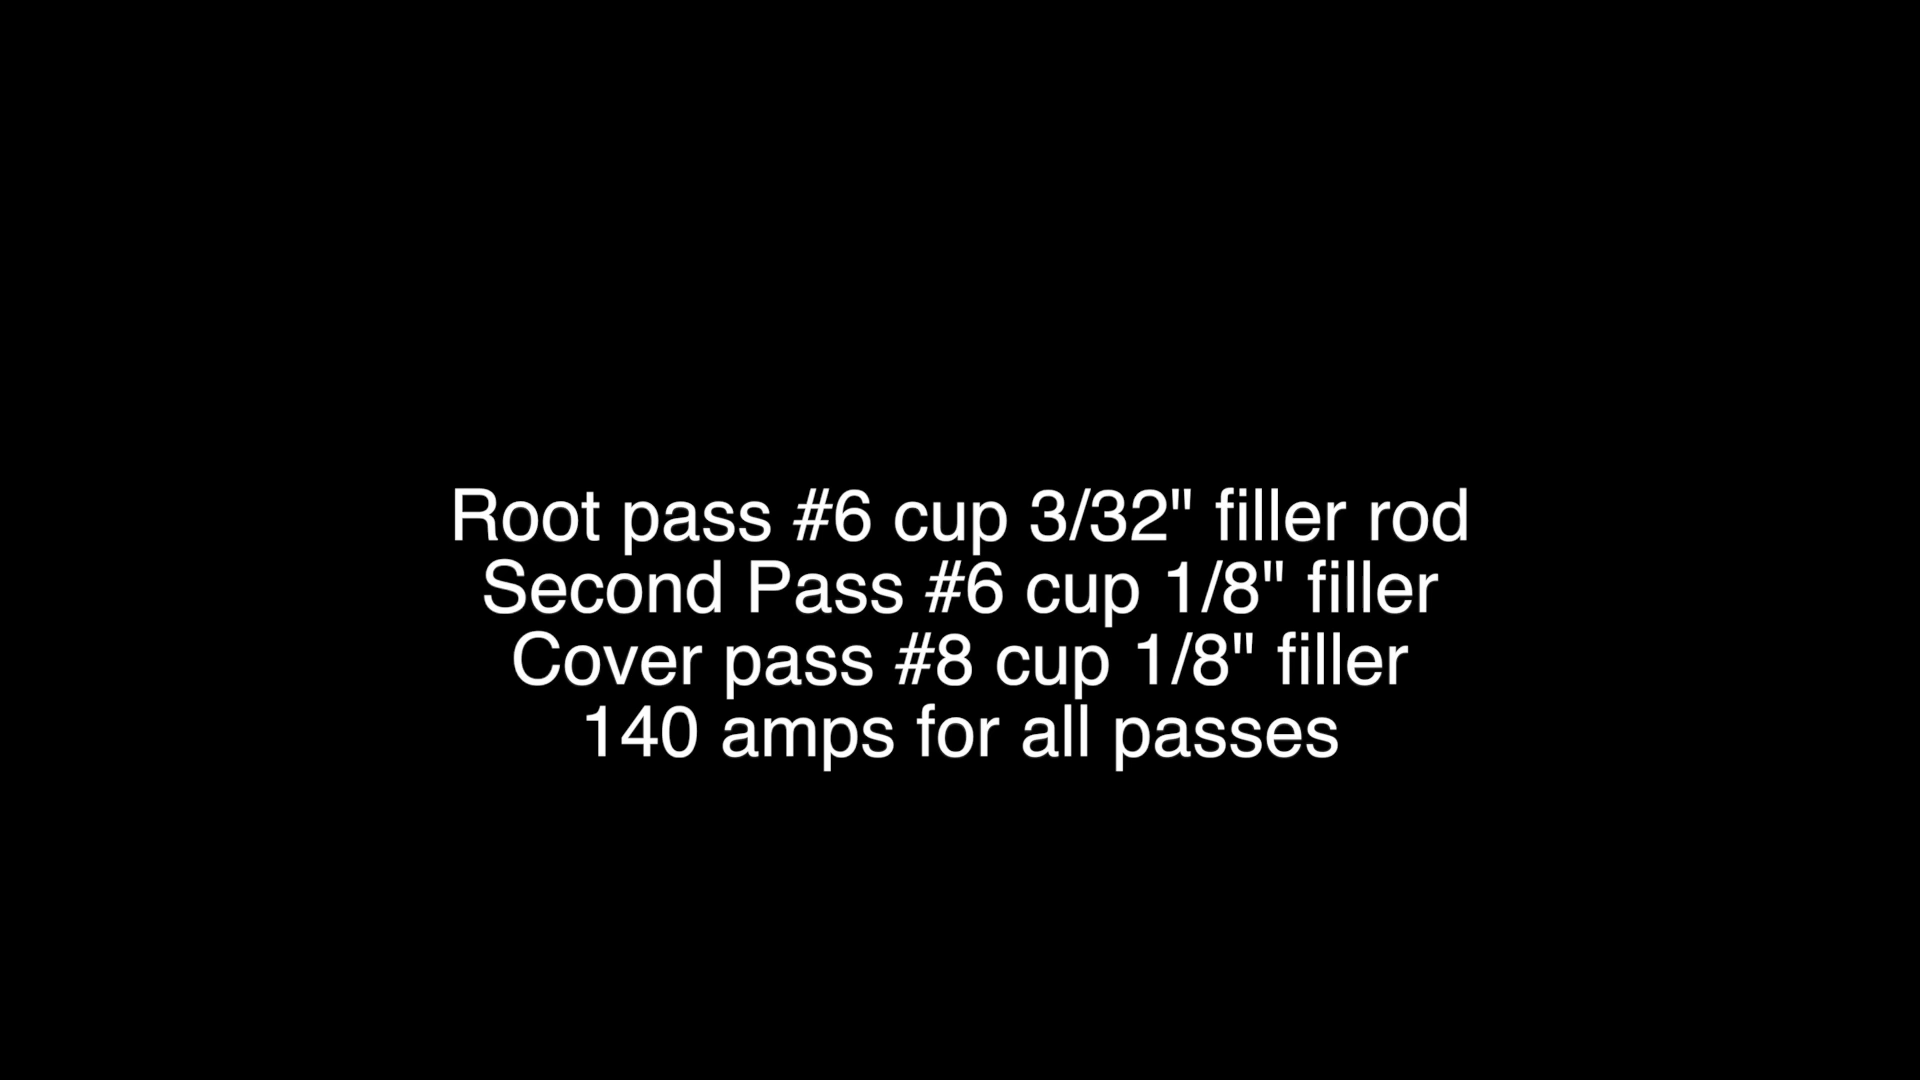 Root pass #6 cup 3/32" filler rod
Second Pass #6 cup 1/8" filler
Cover pass #8 cup 1/8" filler
140 amps for all passes